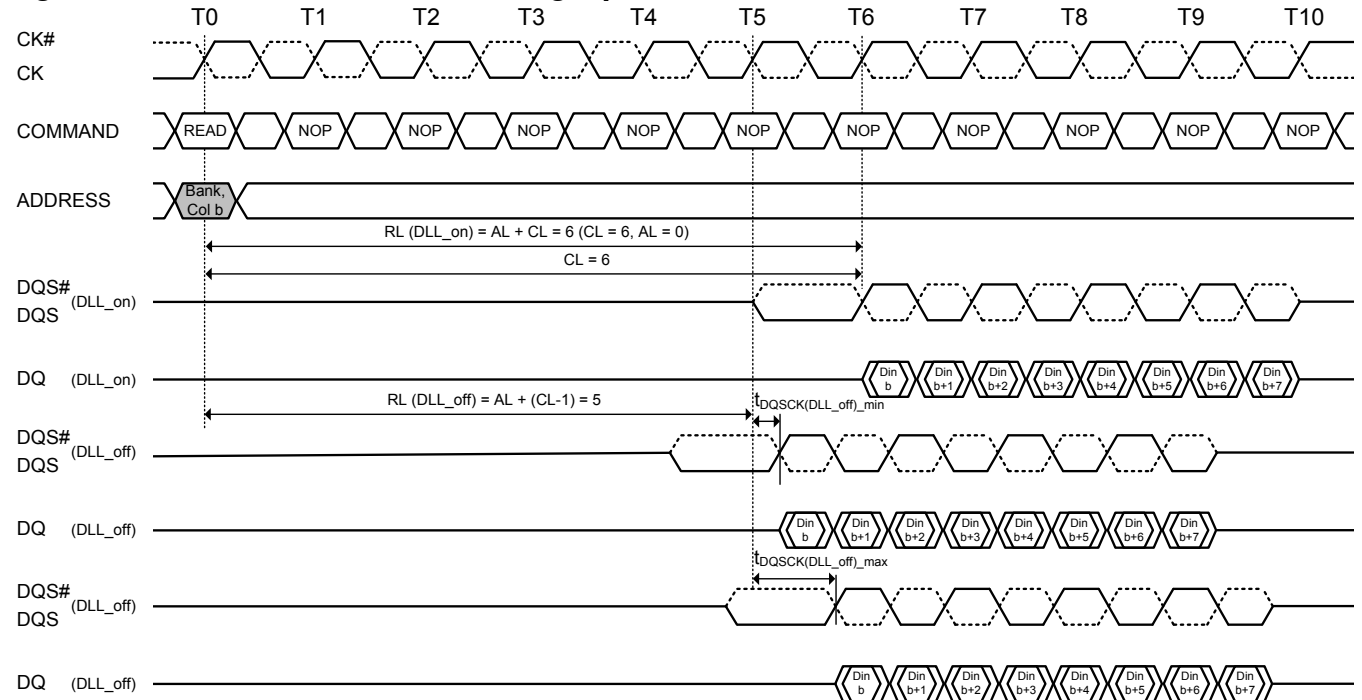 T0 T1 T2 T3 T4 T5 T6 T7 T8 T9 T10
CK#
CK
COMMAND READ NOP NOP NOP NOP NOP NOP NOP NOP NOP NOP
ADDRESS Bank,
Col b
RL (DLL_on) = AL + CL = 6 (CL = 6, AL = 0)
CL = 6
DQS#
(DLL_on)
DQS
DQ (DLL_on) Din b Din b+1 Din b+2 Din b+3 Din b+4 Din b+5 Din b+6 Din b+7
RL (DLL_off) = AL + (CL-1) = 5
tDQSCK(DLL_off)_min
DQS#
(DLL_off)
DQS
DQ (DLL_off) Din b Din b+1 Din b+2 Din b+3 Din b+4 Din b+5 Din b+6 Din b+7
tDQSCK(DLL_off)_max
DQS#
(DLL_off)
DQS
DQ (DLL_off) Din b Din b+1 Din b+2 Din b+3 Din b+4 Din b+5 Din b+6 Din b+7